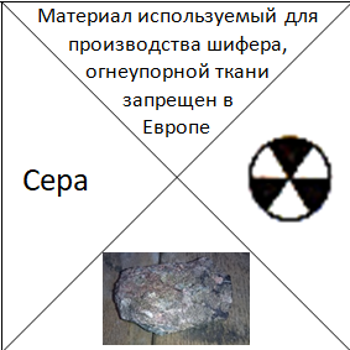 Материал используемый для
производства шифера,
огнеупорной ткани
запрещен в
Европе
Сера